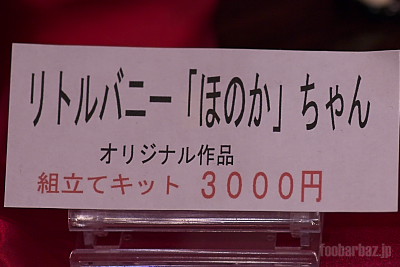 リトルバニー「ほのか」ちゃん
オリジナル作品
組立てキット 3000円
foobarbaz.jp